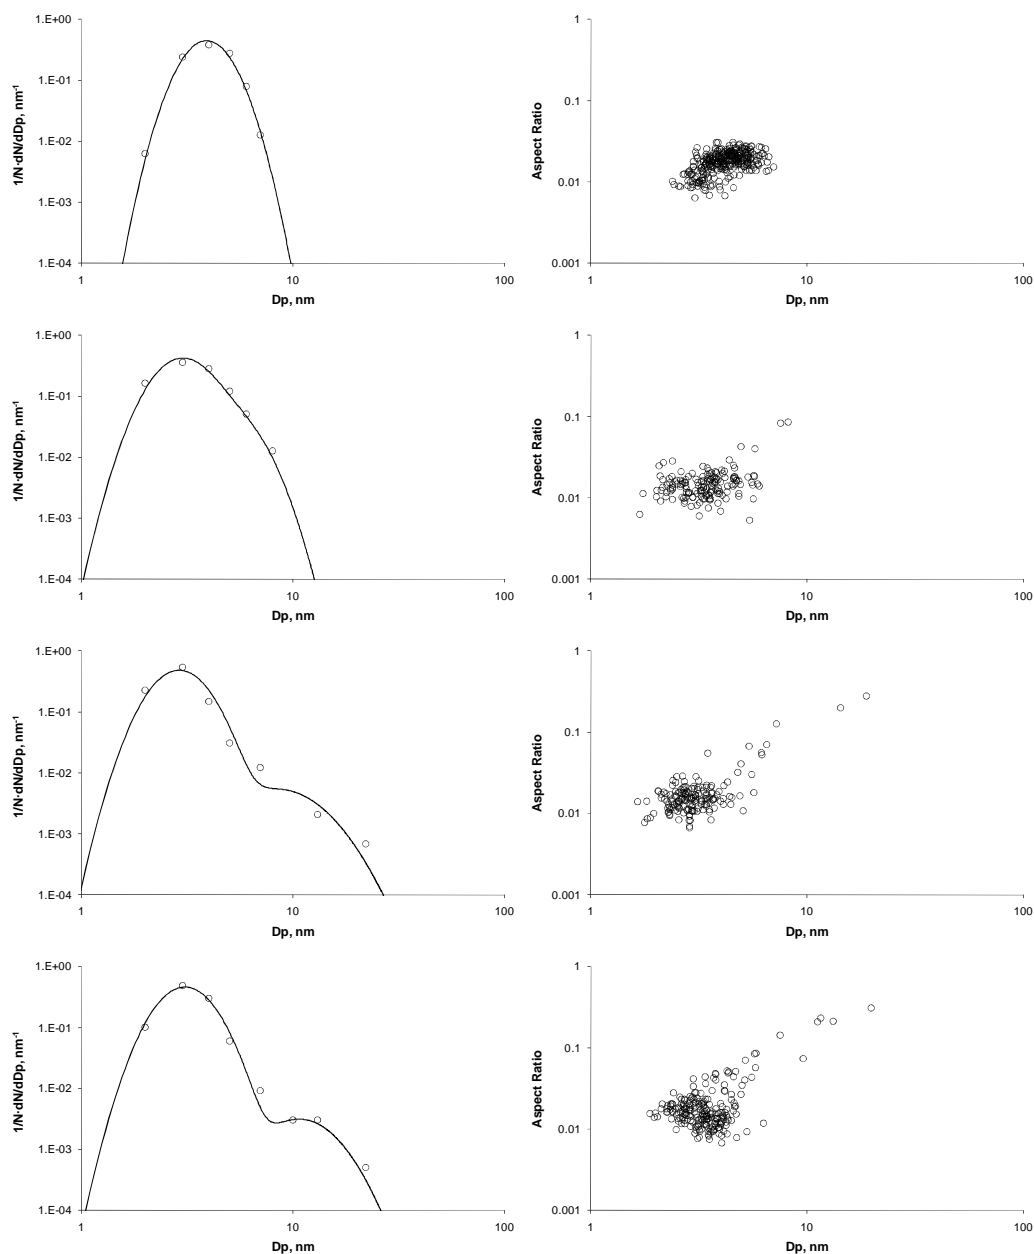 1.E+00
1.E-01
1.E-02
1.E-03
1.E-04
1/N·dN/dDp, nm-1
1 10 100
Dp, nm
1
0.1
0.01
0.001
Aspect Ratio
1 10 100
Dp, nm
1.E+00
1.E-01
1.E-02
1.E-03
1.E-04
1/N·dN/dDp, nm-1
1 10 100
Dp, nm
1
0.1
0.01
0.001
Aspect Ratio
1 10 100
Dp, nm
1.E+00
1.E-01
1.E-02
1.E-03
1.E-04
1/N·dN/dDp, nm-1
1 10 100
Dp, nm
1
0.1
0.01
0.001
Aspect Ratio
1 10 100
Dp, nm
1.E+00
1.E-01
1.E-02
1.E-03
1.E-04
1/N·dN/dDp, nm-1
1 10 100
Dp, nm
1
0.1
0.01
0.001
Aspect Ratio
1 10 100
Dp, nm